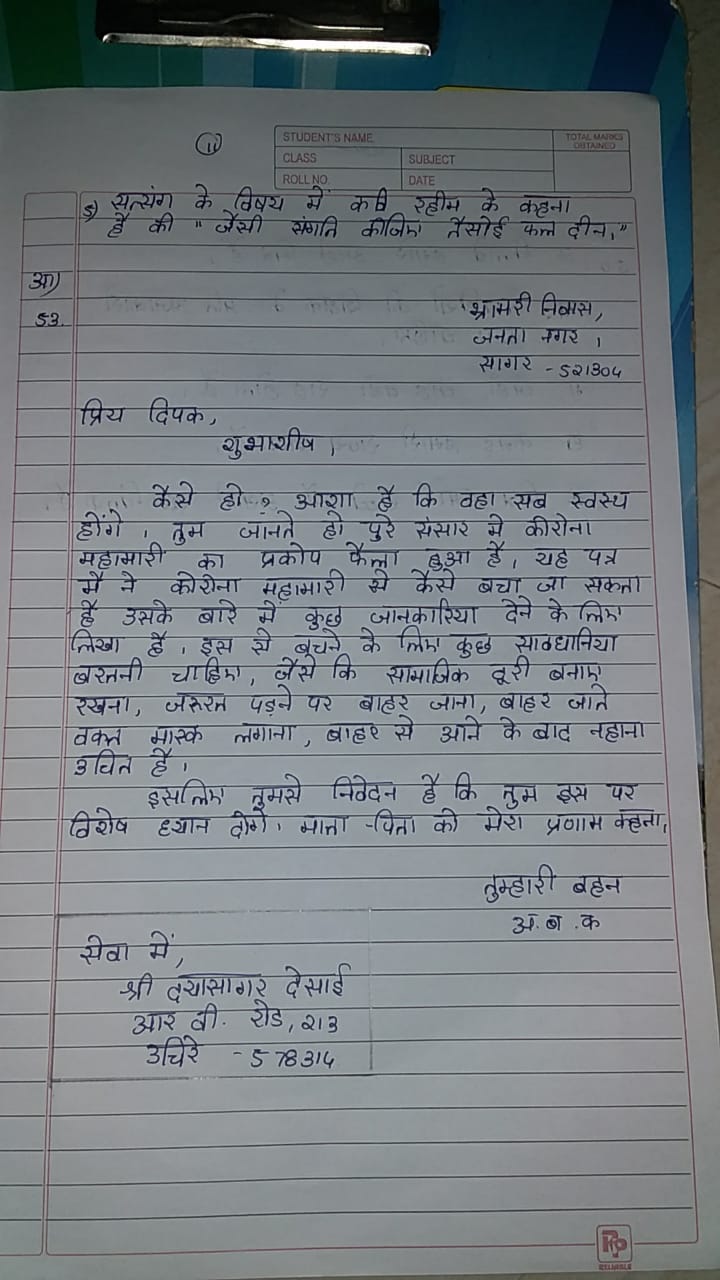 11
STUDENT'S NAME
TOTAL MARKS
OBTAINED
CLASS
SUBJECT
ROLL NO.
DATE
5) सत्यंग के विषय में कवि रहीम के कहना
है की "जैसी संगति कीजिए तैसोई फल दीन।"
आ)
53.
जनता नगर,
सागर - 521304
प्रिय दिपक,
शुभाशीष,
कैसे हो ? आशा है कि वहा सब स्वस्थ
होंगे। तुम जानते हो पुरे संसार मे कोरोना
महामारी का प्रकोप फैला हुआ है, यह पत्र
मैं ने कोरोना महामारी से कैसे बचा जा सकता
है उसके बारे में कुछ जानकारिया देने के लिए
लिखा है। इस से बचने के लिए कुछ सावधानिया
बरतनी चाहिए, जैसे कि सामाजिक दूरी बनाए
रखना, जरूरत पड़ने पर बाहर जाना, बाहर जाते
वक्त मास्क लगाना, बाहर से आने के बाद नहाना
उचित है।
इसलिए तुमसे निवेदन है कि तुम इस पर
विशेष ध्यान दोगे। माता -पिता को मेरा प्रणाम कहना।
तुम्हारी बहन
अ.ब.क
सेवा में,
श्री दयासागर देसाई
आर वी. रोड, 213
उचिरे - 578314
RELIABLE